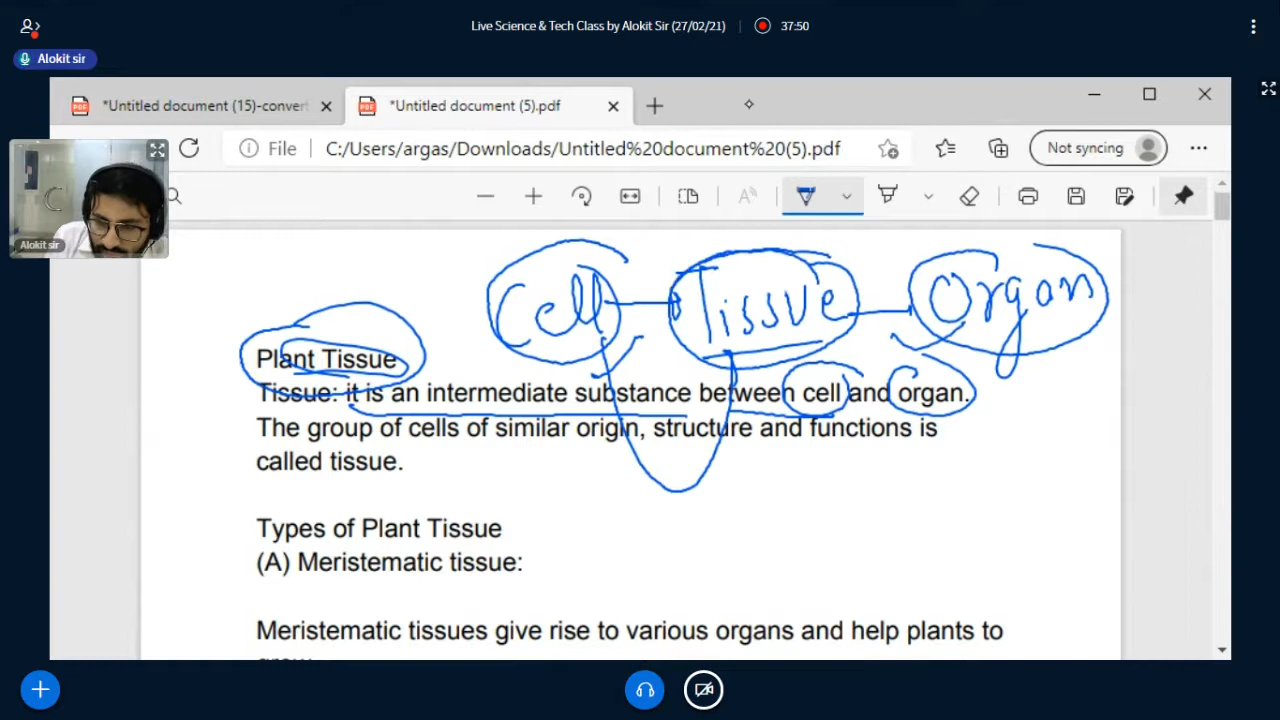 Live Science & Tech Class by Alokit Sir (27/02/21) 37:50
Alokit sir
*Untitled document (15)-convert
*Untitled document (5).pdf
File C:/Users/argas/Downloads/Untitled%20document%20(5).pdf
Not syncing
Alokit sir
Cell Tissue Organ
Plant Tissue
Tissue: it is an intermediate substance between cell and organ.
The group of cells of similar origin, structure and functions is
called tissue.
Types of Plant Tissue
(A) Meristematic tissue:
Meristematic tissues give rise to various organs and help plants to